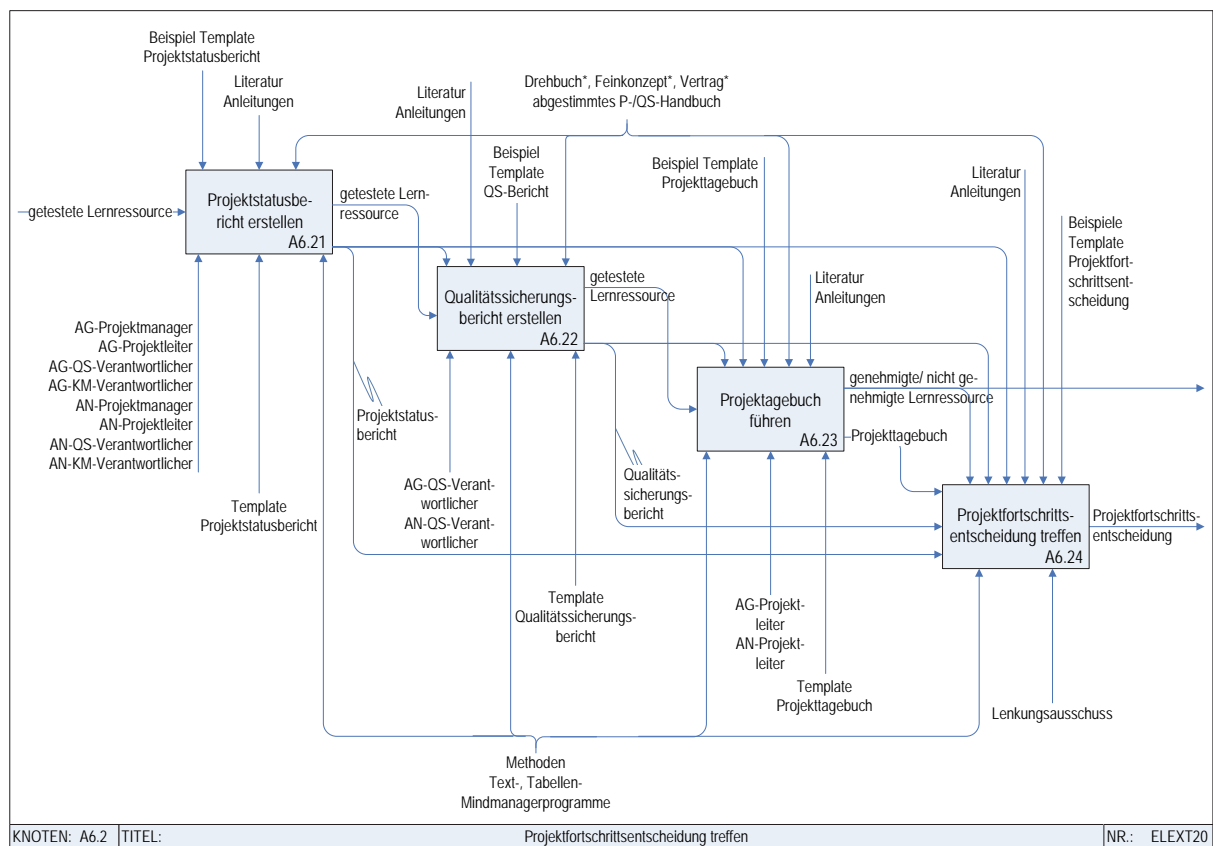 Beispiel Template
Projektstatusbericht
Literatur
Anleitungen
Literatur
Anleitungen
Drehbuch*, Feinkonzept*, Vertrag*
abgestimmtes P-/QS-Handbuch
Beispiel
Template
QS-Bericht
Beispiel Template
Projekttagebuch
Literatur
Anleitungen
Beispiele
Template
Projektfort-
schrittsent-
scheidung
getestete Lernressource
Projektstatusbe-
richt erstellen
A6.21
getestete Lern-
ressource
Qualitätssicherungs-
bericht erstellen
A6.22
getestete
Lernressource
Literatur
Anleitungen
AG-Projektmanager
AG-Projektleiter
AG-QS-Verantwortlicher
AG-KM-Verantwortlicher
AN-Projektmanager
AN-Projektleiter
AN-QS-Verantwortlicher
AN-KM-Verantwortlicher
Projektstatus-
bericht
Projektagebuch
führen
A6.23
genehmigte/ nicht ge-
nehmigte Lernressource
Projekttagebuch
Template
Projektstatusbericht
AG-QS-Verant-
wortlicher
AN-QS-Verant-
wortlicher
Qualitäts-
sicherungs-
bericht
Projektfortschritts-
entscheidung treffen
A6.24
Projektfortschritts-
entscheidung
Template
Qualitätssicherungs-
bericht
AG-Projekt-
leiter
AN-Projekt-
leiter
Template
Projekttagebuch
Lenkungsausschuss
Methoden
Text-, Tabellen-
Mindmanagerprogramme
KNOTEN: A6.2 TITEL: Projektfortschrittsentscheidung treffen NR.: ELEXT20